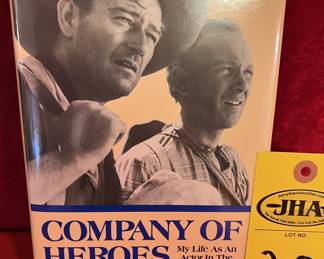 COMPANY OF
HEROES
My Life As An
Actor In The
JHA
LOT NO.